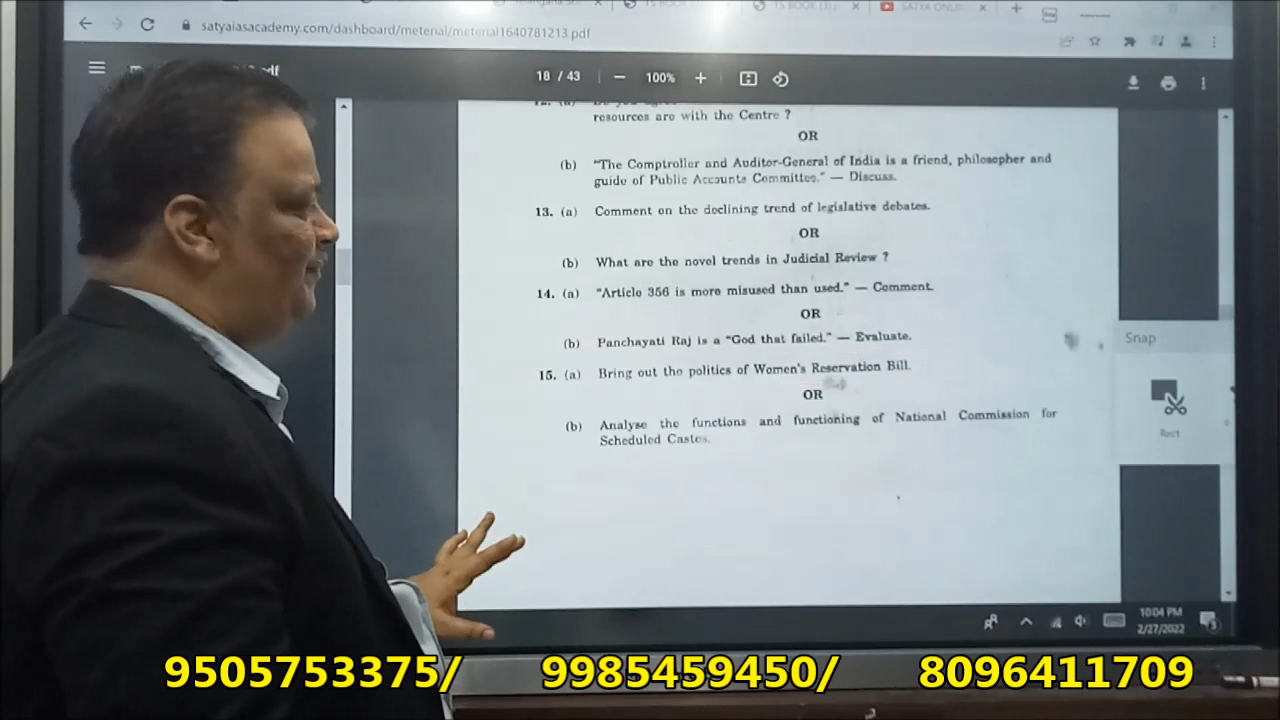 satyaiasacademy.com/dashboard/meterial/meterial1640781213.pdf
18 / 43
100%
resources are with the Centre ?
OR
(b) "The Comptroller and Auditor-General of India is a friend, philosopher and
guide of Public Accounts Committee." — Discuss.
13. (a) Comment on the declining trend of legislative debates.
OR
(b) What are the novel trends in Judicial Review ?
14. (a) "Article 356 is more misused than used." — Comment.
OR
(b) Panchayati Raj is a "God that failed." — Evaluate.
15. (a) Bring out the politics of Women's Reservation Bill.
OR
(b) Analyse the functions and functioning of National Commission for
Scheduled Castes.
Snap
Rect
10:04 PM
2/27/2022
9505753375/ 9985459450/ 8096411709